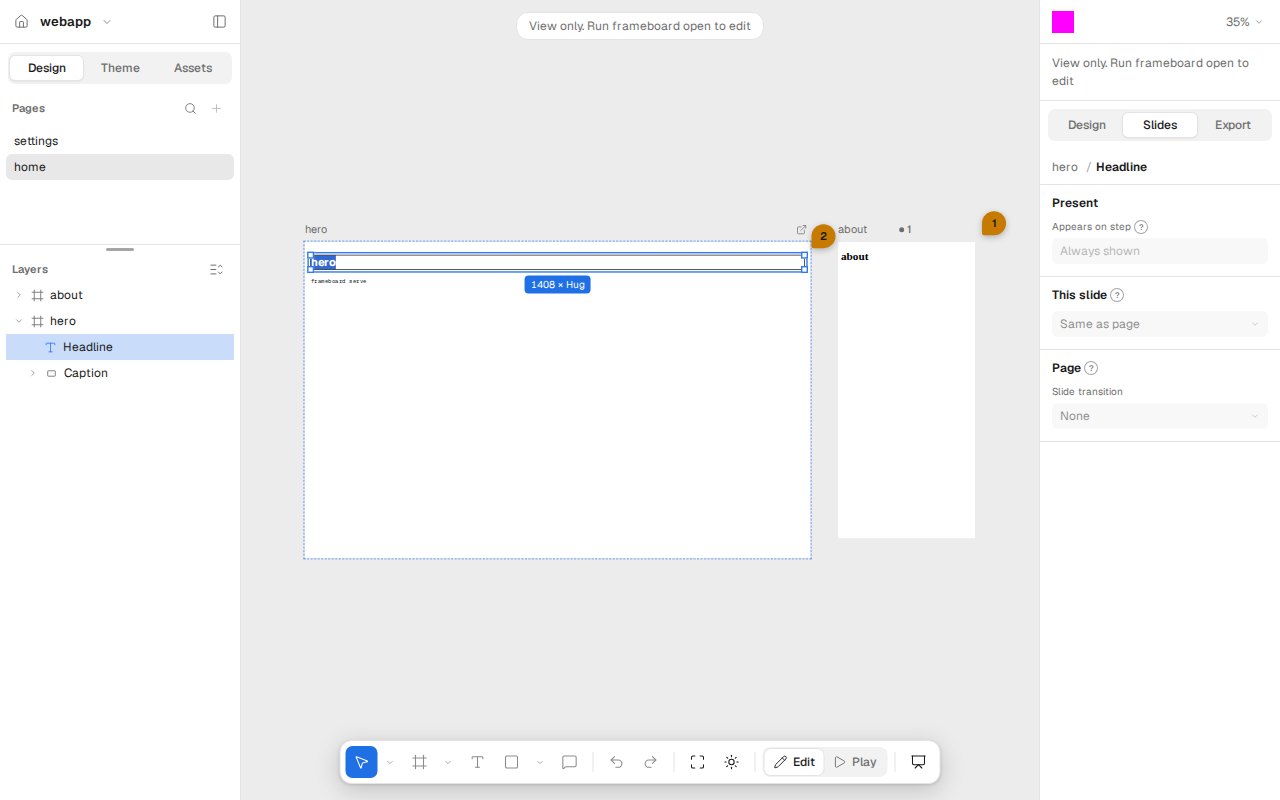 webapp
Design
Theme
Assets
Pages
settings
home
Layers
about
hero
Headline
Caption
View only. Run frameboard open to edit
hero
2
about
1
1
hero
frameboard serve
1408 × Hug
about
Edit
Play
35%
View only. Run frameboard open to
edit
Design
Slides
Export
hero / Headline
Present
Appears on step ?
Always shown
This slide ?
Same as page
Page ?
Slide transition
None